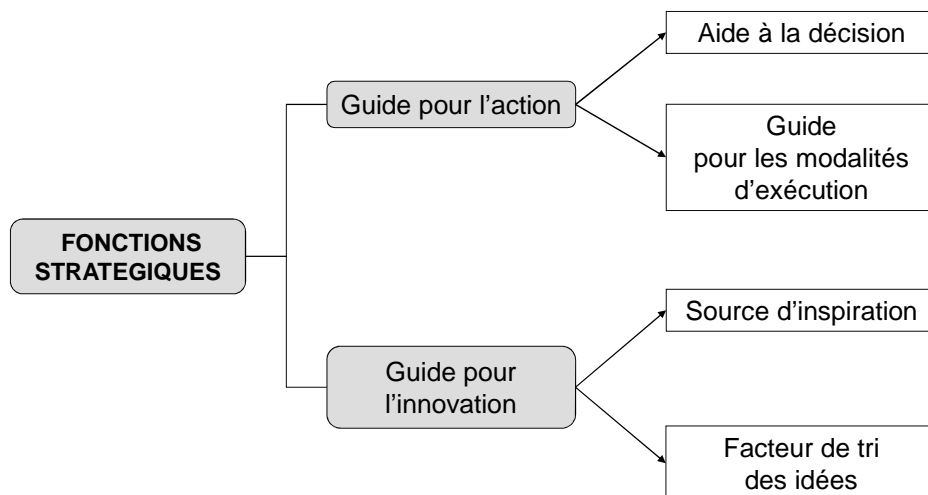 Aide à la décision
Guide pour l’action
Guide
pour les modalités
d’exécution
FONCTIONS
STRATEGIQUES
Source d’inspiration
Guide pour
l’innovation
Facteur de tri
des idées